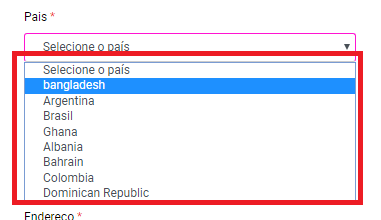 País *
Selecione o país
Selecione o país
bangladesh
Argentina
Brasil
Ghana
Albania
Bahrain
Colombia
Dominican Republic
Endereço *